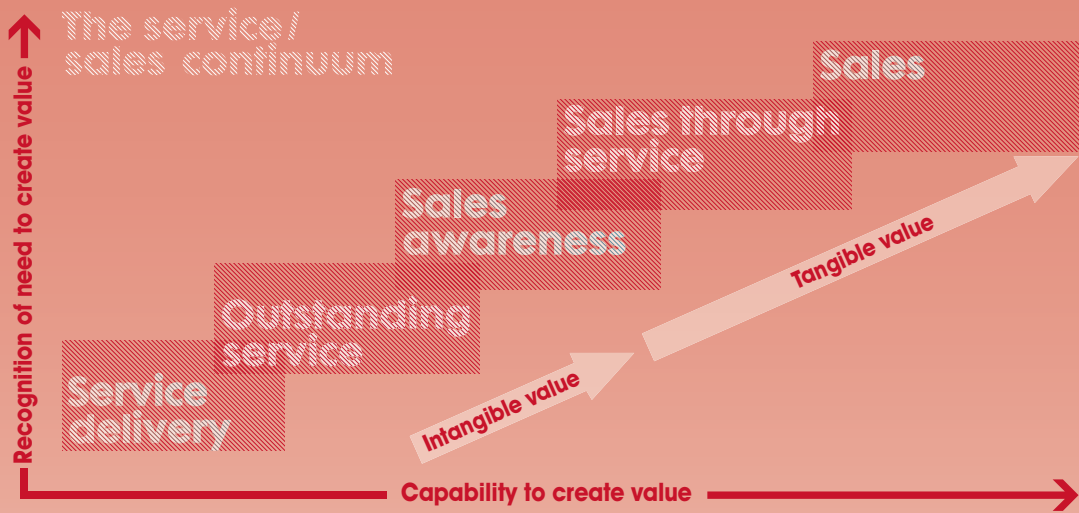 The service/
sales continuum
Sales
Sales through
service
Sales
awareness
Outstanding
service
Service
delivery
Tangible value
Intangible value
Recognition of need to create value
Capability to create value